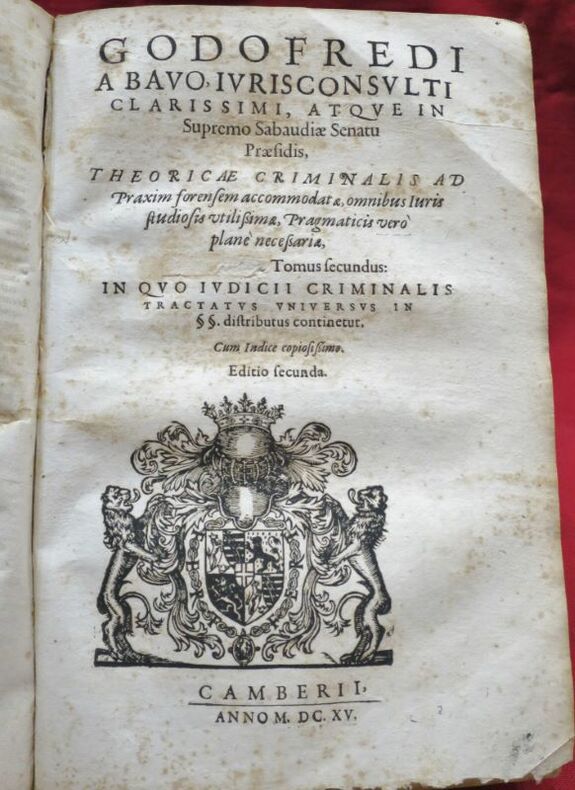 GODOFREDI
A BAVO, IVRISCONSVLTI
CLARISSIMI, ATQVE IN
Supremo Sabaudiæ Senatu
Præsidis,
THEORICAE CRIMINALIS AD
Praxim forensem accommodatæ, omnibus Iuris
studiosis vtilissimæ, Pragmaticis verò
planè necessariæ,
Tomus secundus:
IN QVO IVDICII CRIMINALIS
TRACTATVS VNIVERSVS IN
§§. distributus continetur.
Cum Indice copiosissimo.
Editio secunda.
CAMBERII,
ANNO M. DC. XV.